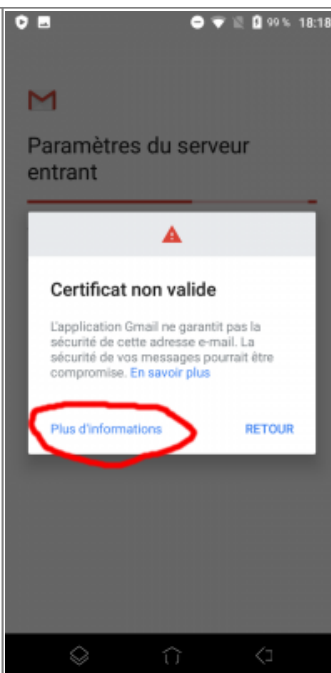 99 % 18:18
Paramètres du serveur
entrant
Certificat non valide
L'application Gmail ne garantit pas la
sécurité de cette adresse e-mail. La
sécurité de vos messages pourrait être
compromise. En savoir plus
Plus d'informations RETOUR